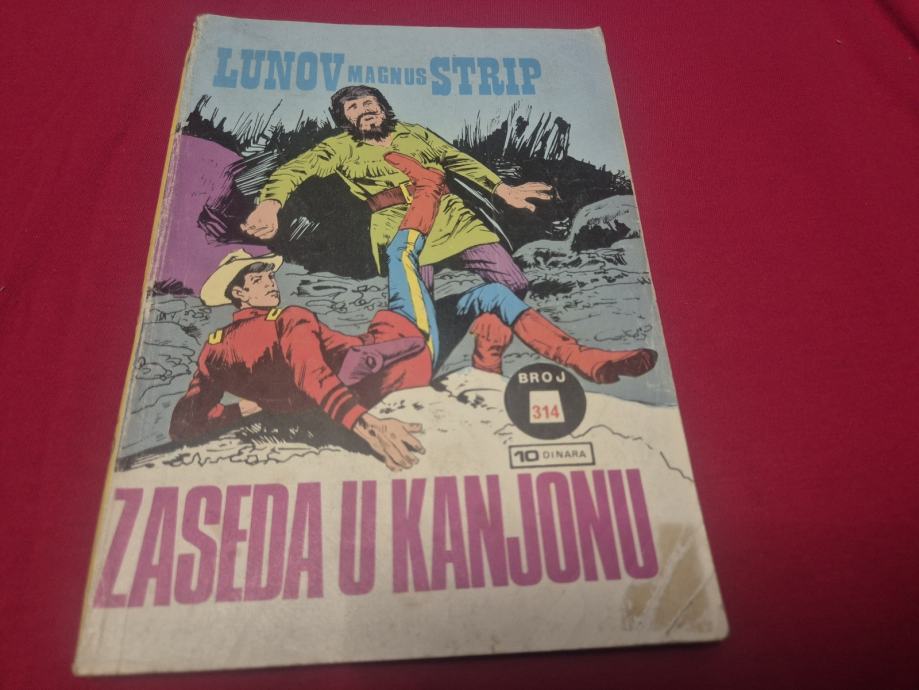 LUNOV MAGNUS STRIP
BROJ
314
10 DINARA
ZASEDA U KANJONU